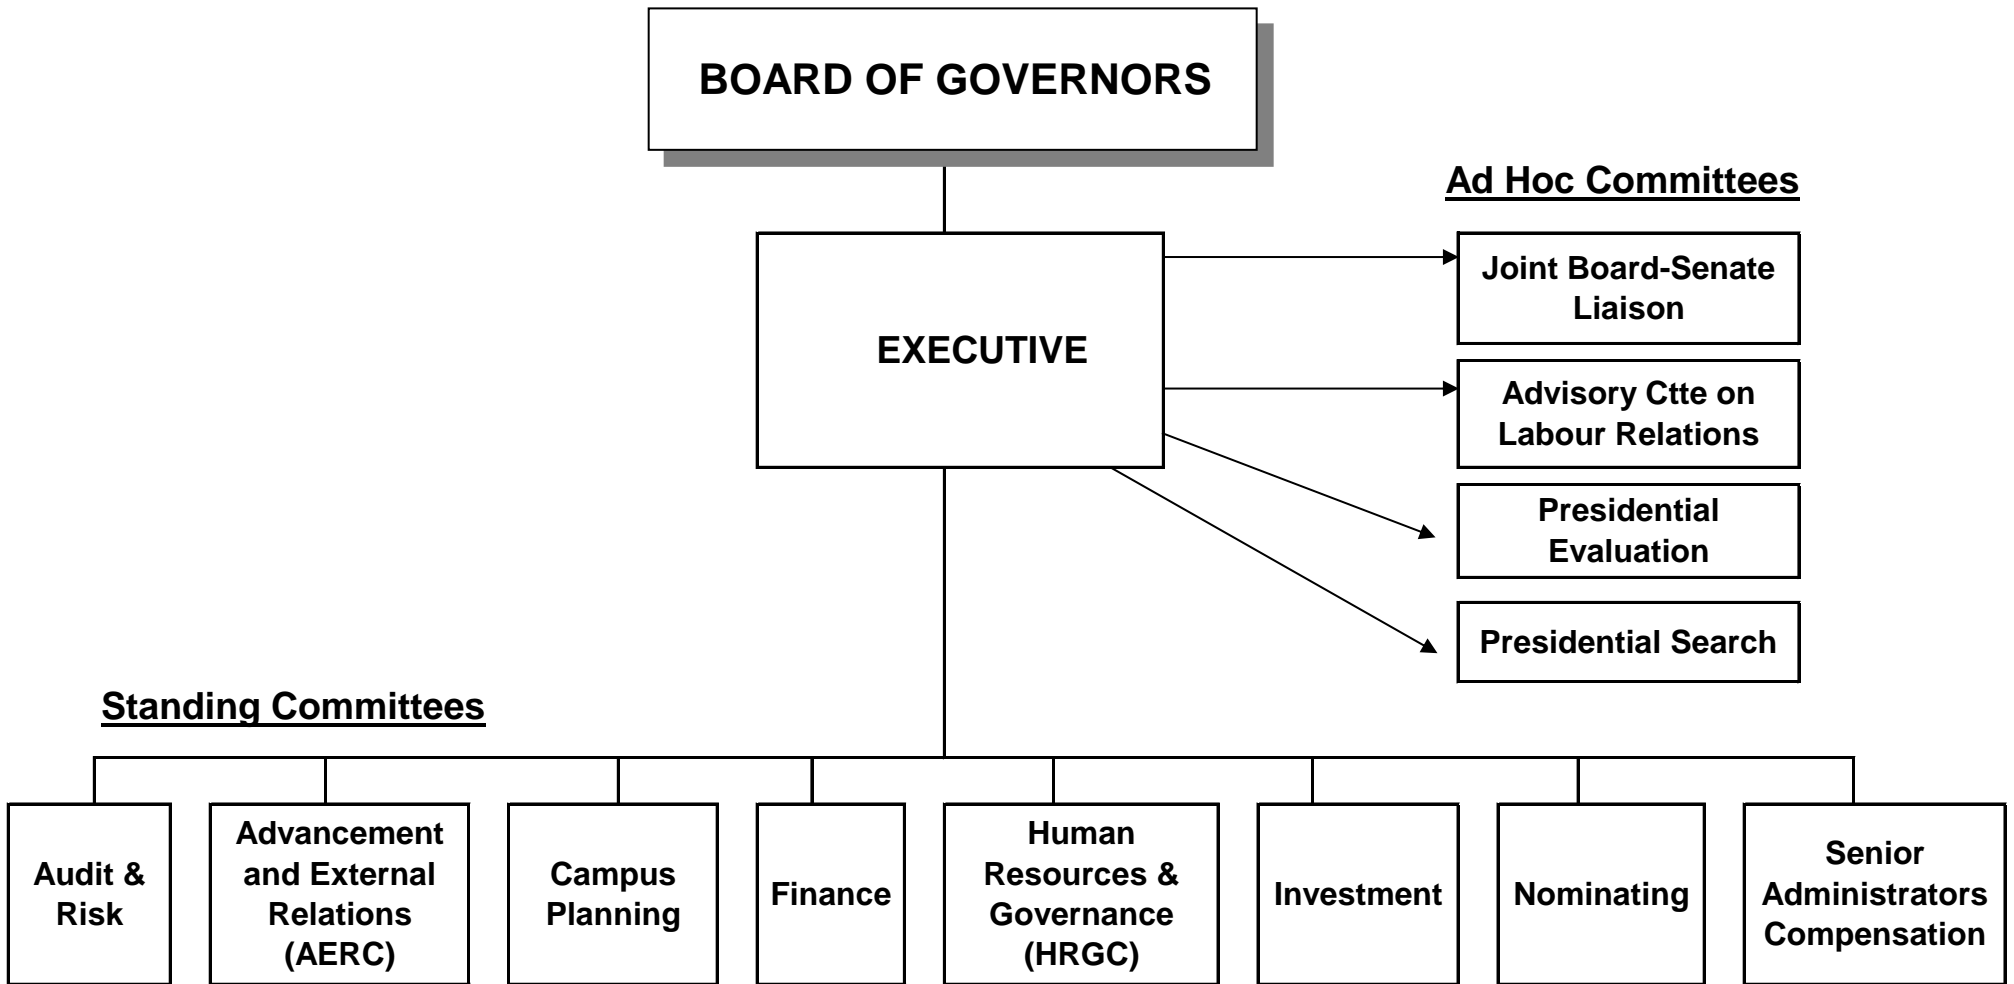 BOARD OF GOVERNORS
Ad Hoc Committees
Joint Board-Senate
Liaison
EXECUTIVE
Advisory Ctte on
Labour Relations
Presidential
Evaluation
Presidential Search
Standing Committees
Audit &
Risk
Advancement
and External
Relations
(AERC)
Campus
Planning
Finance
Human
Resources &
Governance
(HRGC)
Investment
Nominating
Senior
Administrators
Compensation